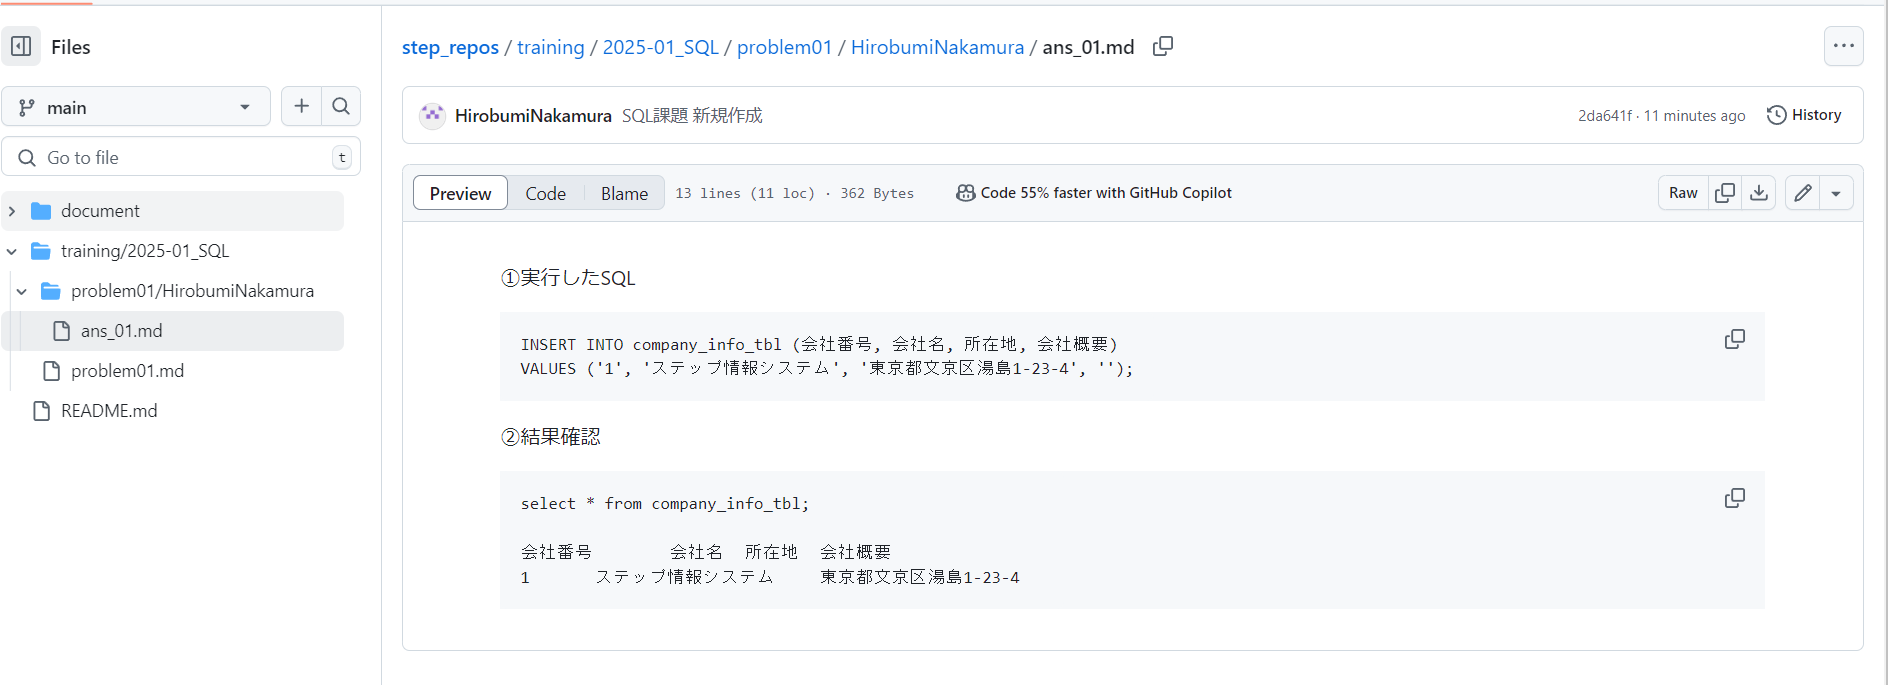 Files
main
Go to file
t
document
training/2025-01_SQL
problem01/HirobumiNakamura
ans_01.md
problem01.md
README.md
step_repos / training / 2025-01_SQL / problem01 / HirobumiNakamura / ans_01.md
HirobumiNakamura SQL課題 新規作成
2da641f · 11 minutes ago
History
Preview Code Blame 13 lines (11 loc) · 362 Bytes Code 55% faster with GitHub Copilot Raw
①実行したSQL
INSERT INTO company_info_tbl (会社番号, 会社名, 所在地, 会社概要)
VALUES ('1', 'ステップ情報システム', '東京都文京区湯島1-23-4', '');
②結果確認
select * from company_info_tbl;
会社番号 会社名 所在地 会社概要
1 ステップ情報システム 東京都文京区湯島1-23-4